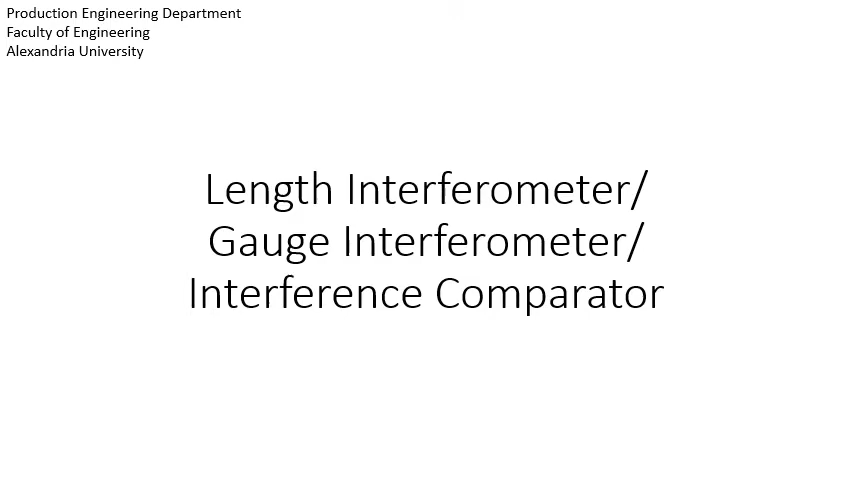 Production Engineering Department
Faculty of Engineering
Alexandria University
Length Interferometer/
Gauge Interferometer/
Interference Comparator